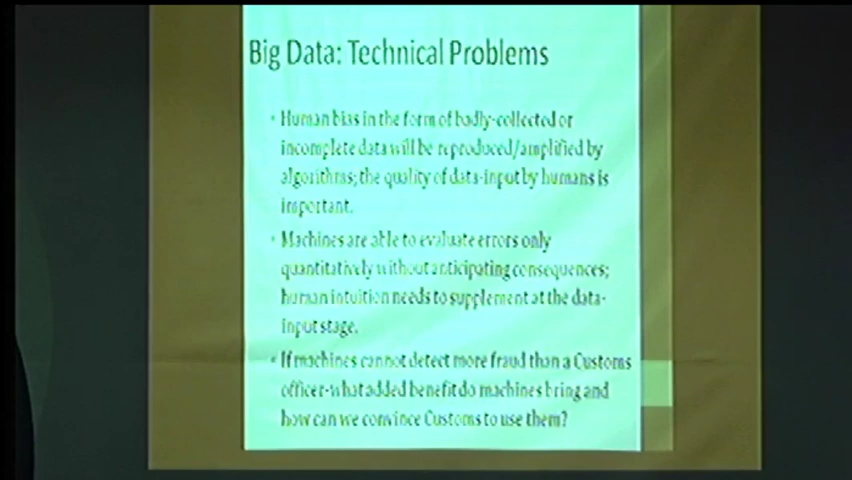 Big Data: Technical Problems
• Human bias in the form of badly-collected or
incomplete data will be reproduced/amplified by
algorithms; the quality of data-input by humans is
important.
• Machines are able to evaluate errors only
quantitatively without anticipating consequences;
human intuition needs to supplement at the data-
input stage.
• If machines cannot detect more fraud than a Customs
officer-what added benefit do machines bring and
how can we convince Customs to use them?